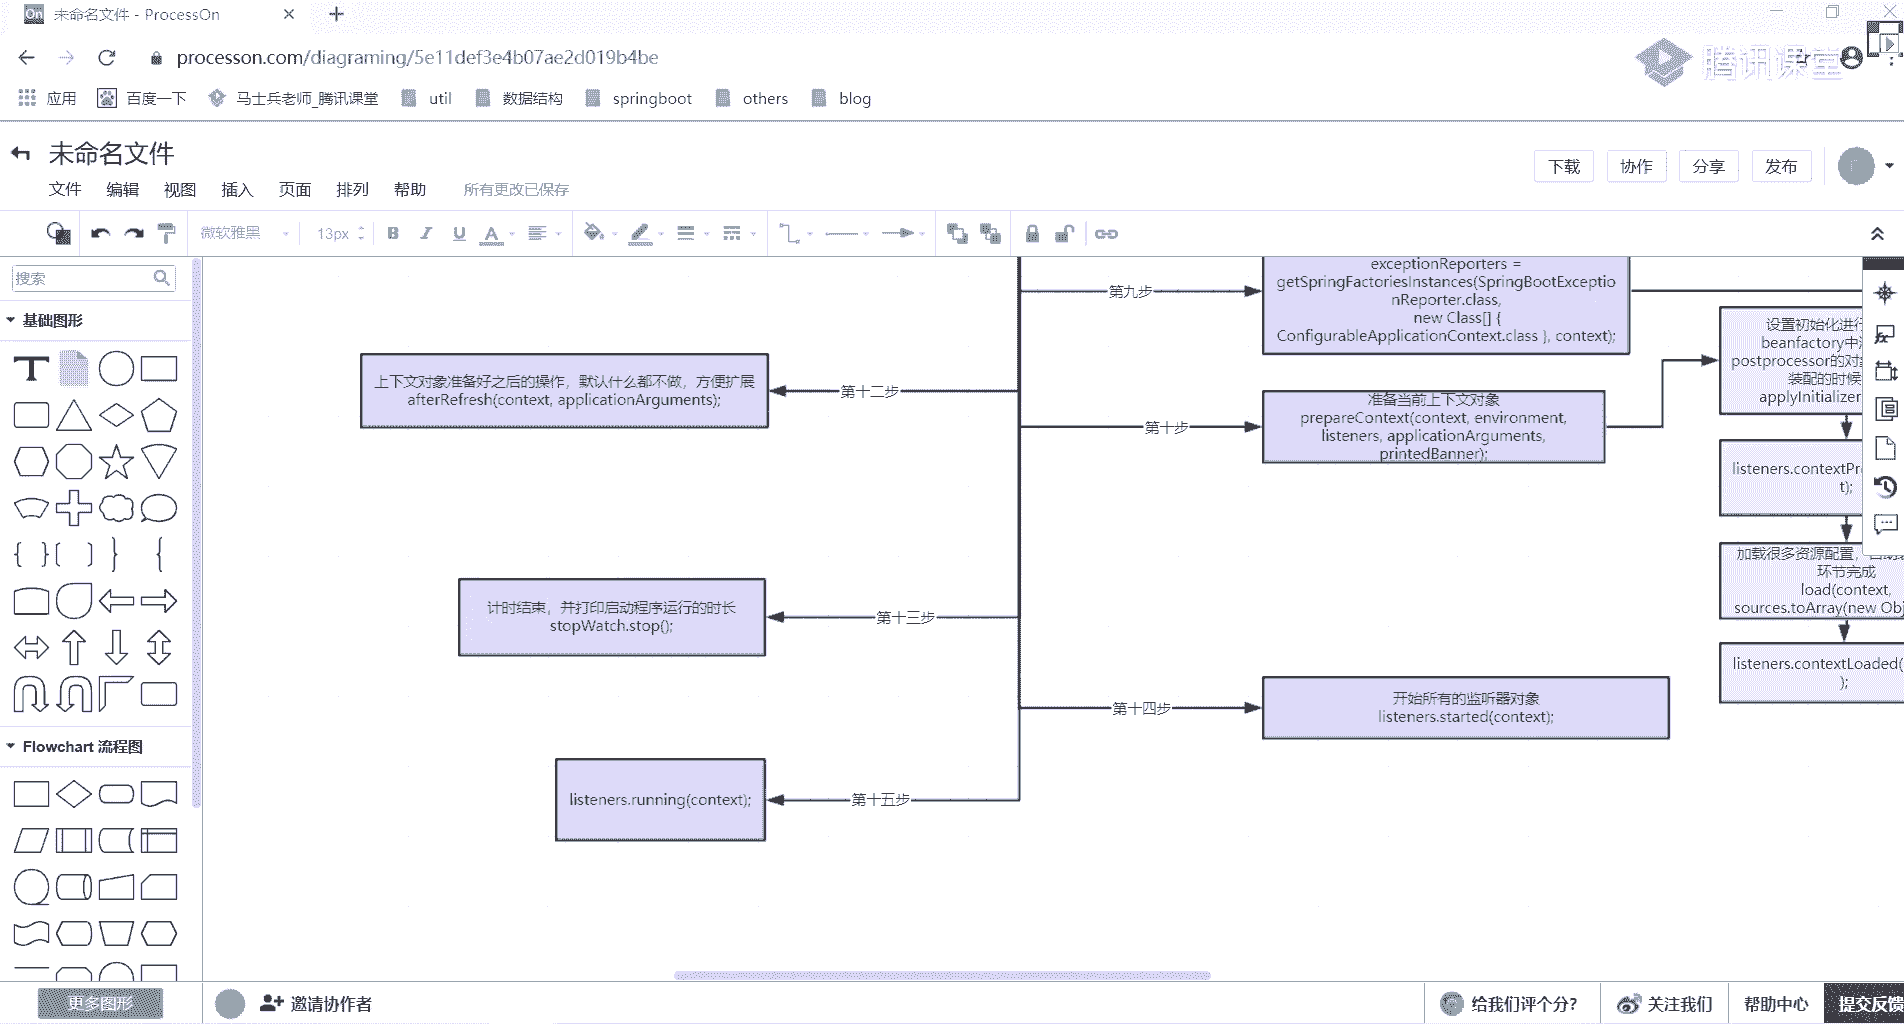 未命名文件 - ProcessOn
processon.com/diagraming/5e11def3e4b07ae2d019b4be
腾讯课堂
应用
百度一下
马士兵老师_腾讯课堂
util
数据结构
springboot
others
blog
未命名文件
文件 编辑 视图 插入 页面 排列 帮助 所有更改已保存
下载 协作 分享 发布
微软雅黑 13px B I U A
搜索
基础图形
Flowchart 流程图
更多图形
exceptionReporters =
getSpringFactoriesInstances(SpringBootExceptio
nReporter.class,
new Class[] {
ConfigurableApplicationContext.class }, context);
第九步
上下文对象准备好之后的操作，默认什么都不做，方便扩展
afterRefresh(context, applicationArguments);
第十二步
第十步
准备当前上下文对象
prepareContext(context, environment,
listeners, applicationArguments,
printedBanner);
设置初始化进行
beanfactory中
postprocessor的对
装配的时候
applyInitializer
listeners.contextPr
t);
加载很多资源配置，
环节完成
load(context,
sources.toArray(new Obj
listeners.contextLoaded(
);
计时结束，并打印启动程序运行的时长
stopWatch.stop();
第十三步
第十四步
开始所有的监听器对象
listeners.started(context);
listeners.running(context);
第十五步
邀请协作者
给我们评个分?
关注我们
帮助中心
提交反馈